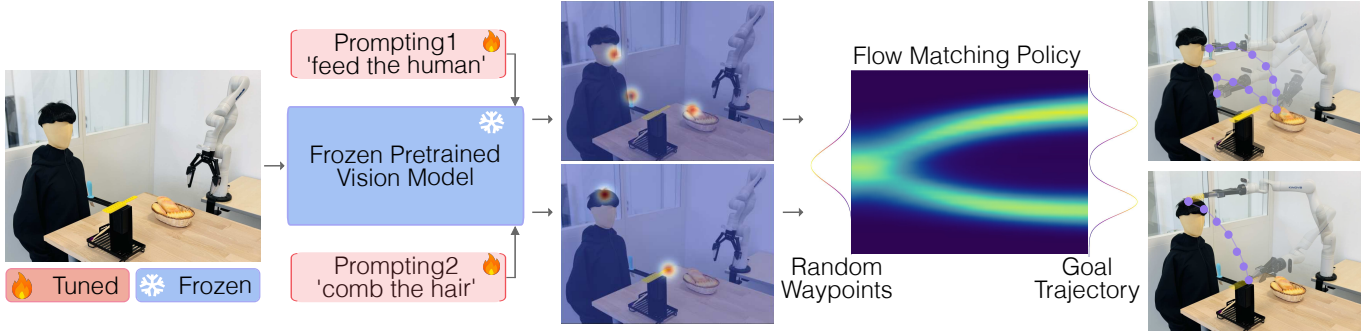 Prompting1
'feed the human'
Frozen Pretrained
Vision Model
Prompting2
'comb the hair'
Tuned
Frozen
Flow Matching Policy
Random
Waypoints
Goal
Trajectory